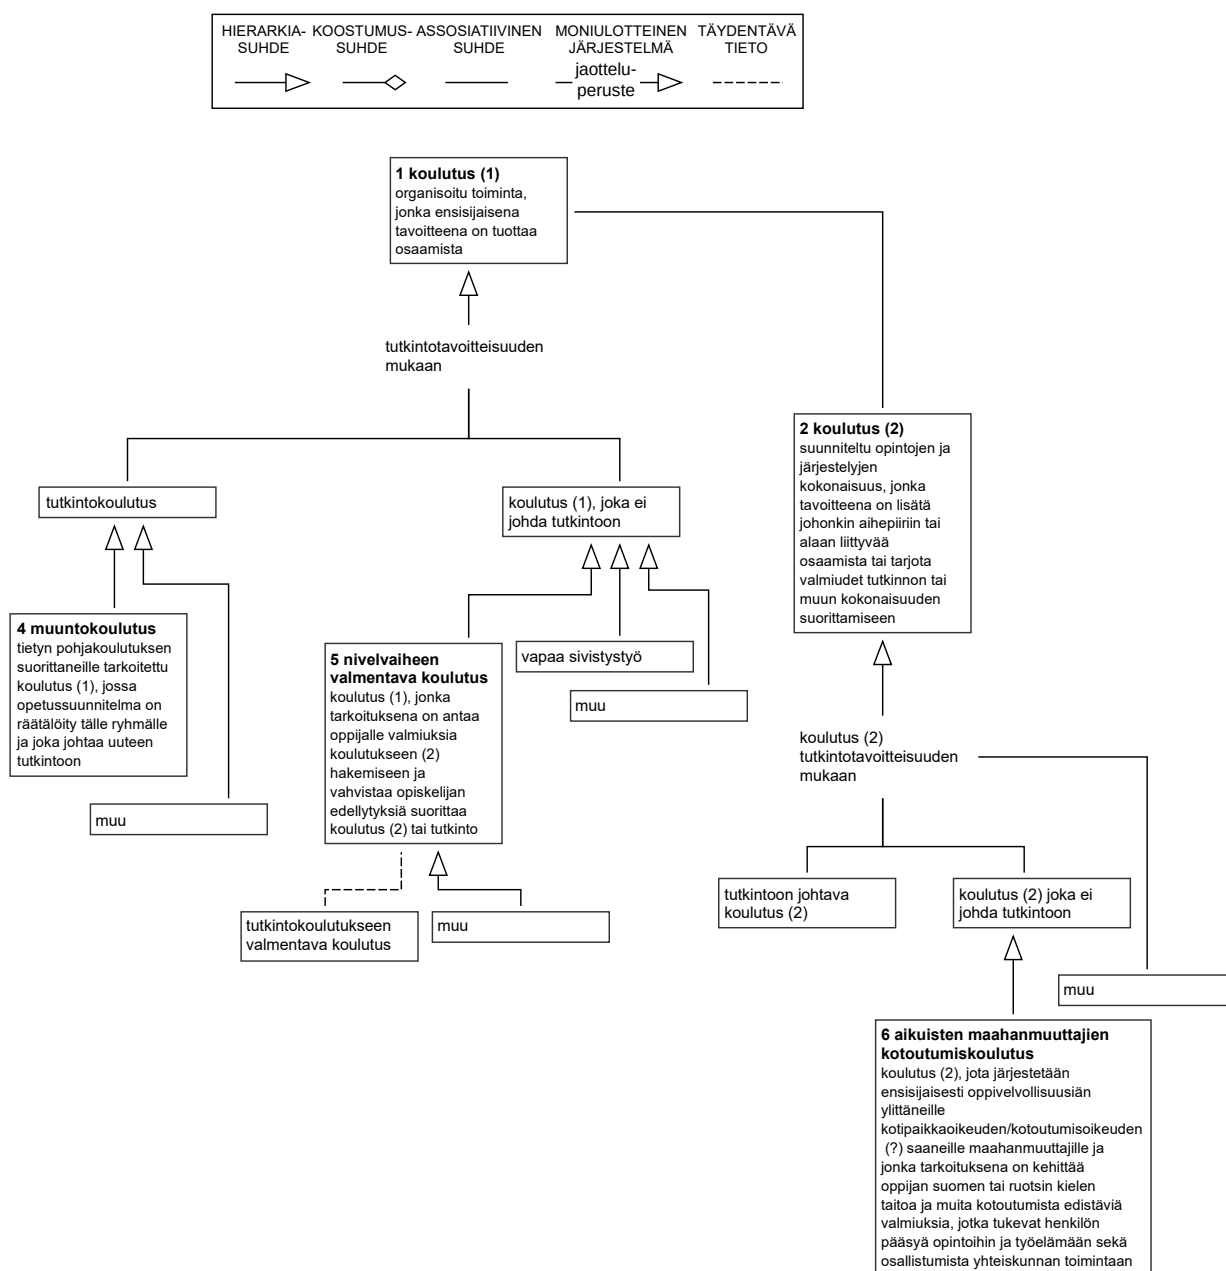 HIERARKIA-
SUHDE
KOOSTUMUS-
SUHDE
ASSOSIATIIVINEN
SUHDE
MONIULOTTEINEN
JÄRJESTELMÄ
TÄYDENTÄVÄ
TIETO
jaottelu-
peruste
1 koulutus (1)
organisoitu toiminta,
jonka ensisijaisena
tavoitteena on tuottaa
osaamista
tutkintotavoitteisuuden
mukaan
2 koulutus (2)
suunniteltu opintojen ja
järjestelyjen
kokonaisuus, jonka
tavoitteena on lisätä
johonkin aihepiiriin tai
alaan liittyvää
osaamista tai tarjota
valmiudet tutkinnon tai
muun kokonaisuuden
suorittamiseen
tutkintokoulutus
koulutus (1), joka ei
johda tutkintoon
4 muuntokoulutus
tietyn pohjakoulutuksen
suorittaneille tarkoitettu
koulutus (1), jossa
opetussuunnitelma on
räätälöity tälle ryhmälle
ja joka johtaa uuteen
tutkintoon
muu
5 nivelvaiheen
valmentava koulutus
koulutus (1), jonka
tarkoituksena on antaa
oppijalle valmiuksia
koulutukseen (2)
hakemiseen ja
vahvistaa opiskelijan
edellytyksiä suorittaa
koulutus (2) tai tutkinto
vapaa sivistystyö
muu
koulutus (2)
tutkintotavoitteisuuden
mukaan
tutkintokoulutukseen
valmentava koulutus
muu
tutkintoon johtava
koulutus (2)
koulutus (2) joka ei
johda tutkintoon
muu
6 aikuisten maahanmuuttajien
kotoutumiskoulutus
koulutus (2), jota järjestetään
ensisijaisesti oppivelvollisuusiän
ylittäneille
kotipaikkaoikeuden/kotoutumisoikeuden
(?) saaneille maahanmuuttajille ja
jonka tarkoituksena on kehittää
oppijan suomen tai ruotsin kielen
taitoa ja muita kotoutumista edistäviä
valmiuksia, jotka tukevat henkilön
pääsyä opintoihin ja työelämään sekä
osallistumista yhteiskunnan toimintaan